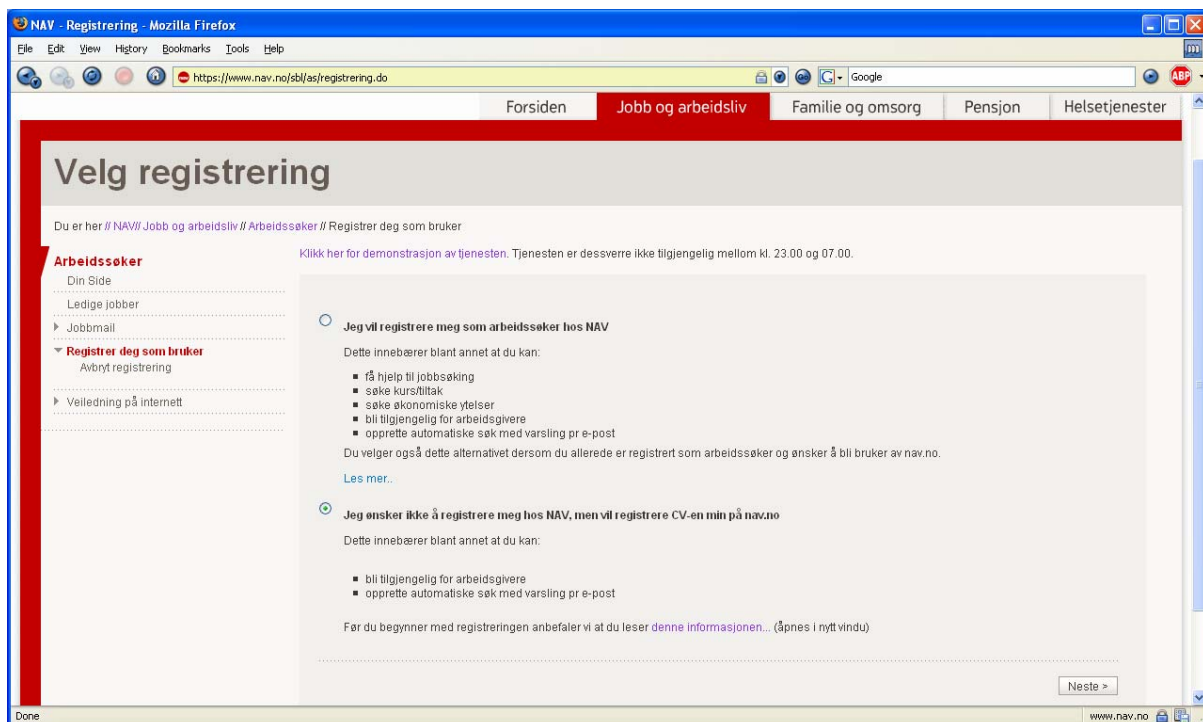 NAV - Registrering - Mozilla Firefox
File Edit View History Bookmarks Tools Help
https://www.nav.no/sbl/as/registrering.do
Google
ABP
Forsiden Jobb og arbeidsliv Familie og omsorg Pensjon Helsetjenester
Velg registrering
Du er her // NAV// Jobb og arbeidsliv // Arbeidssøker // Registrer deg som bruker
Klikk her for demonstrasjon av tjenesten. Tjenesten er dessverre ikke tilgjengelig mellom kl. 23.00 og 07.00.
Arbeidssøker
Din Side
Ledige jobber
Jobbmail
Registrer deg som bruker
Avbryt registrering
Veiledning på internett
Jeg vil registrere meg som arbeidssøker hos NAV
Dette innebærer blant annet at du kan:
få hjelp til jobbsøking
søke kurs/tiltak
søke økonomiske ytelser
bli tilgjengelig for arbeidsgivere
opprette automatiske søk med varsling pr e-post
Du velger også dette alternativet dersom du allerede er registrert som arbeidssøker og ønsker å bli bruker av nav.no.
Les mer..
Jeg ønsker ikke å registrere meg hos NAV, men vil registrere CV-en min på nav.no
Dette innebærer blant annet at du kan:
bli tilgjengelig for arbeidsgivere
opprette automatiske søk med varsling pr e-post
Før du begynner med registreringen anbefaler vi at du leser denne informasjonen... (åpnes i nytt vindu)
Neste >
Done
www.nav.no